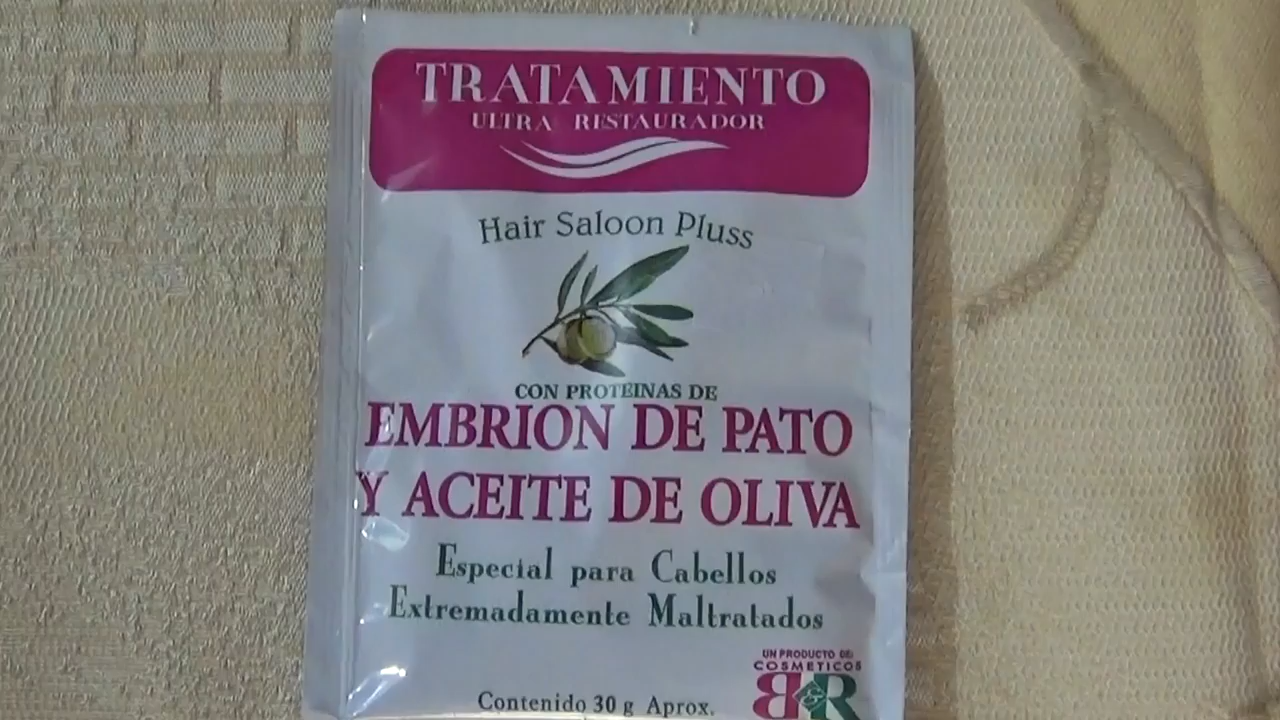 TRATAMIENTO
ULTRA RESTAURADOR
Hair Saloon Pluss
CON PROTEINAS DE
EMBRION DE PATO
Y ACEITE DE OLIVA
Especial para Cabellos
Extremadamente Maltratados
UN PRODUCTO DE:
COSMETICOS
B&R
Contenido 30 g Aprox.